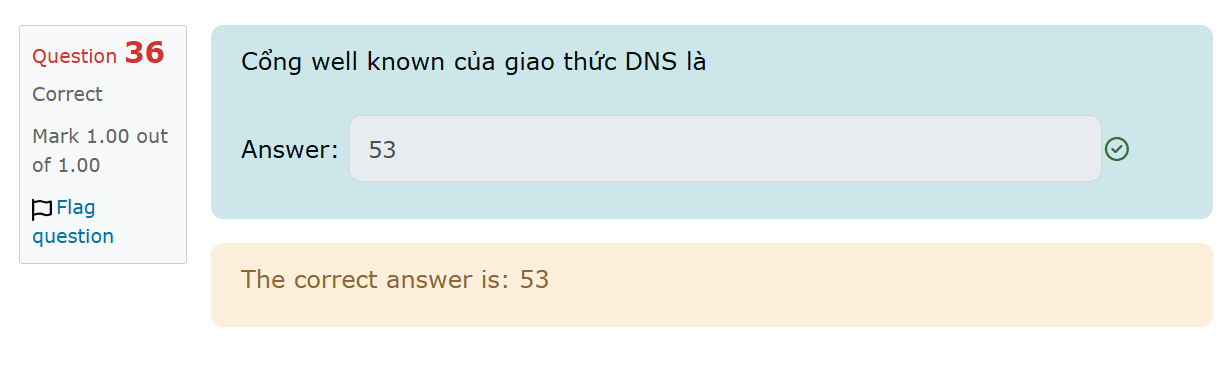 Question 36
Correct
Mark 1.00 out
of 1.00
Flag
question
Cổng well known của giao thức DNS là
Answer: 53
The correct answer is: 53